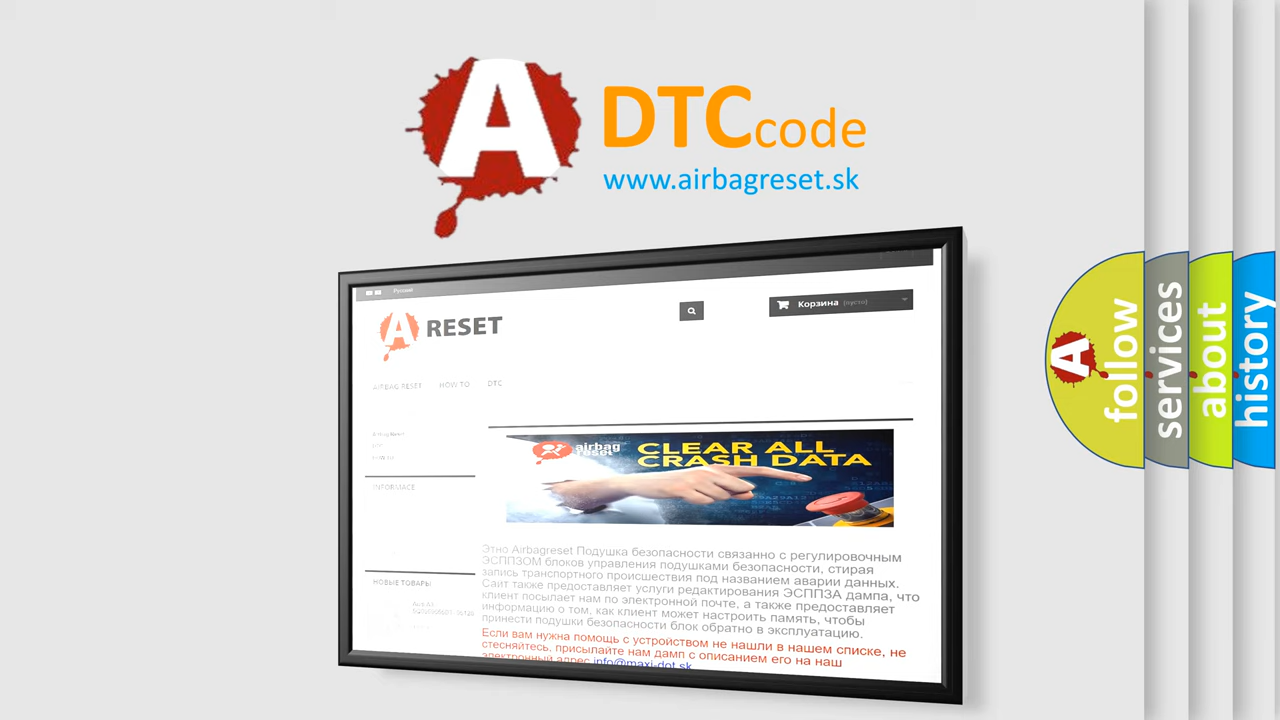 A DTCcode
www.airbagreset.sk
Русский
A RESET
Корзина (пусто)
AIRBAG RESET HOW TO DTC
INFORMACE
НОВЫЕ ТОВАРЫ
airbag
reset
CLEAR ALL
CRASH DATA
Этно Airbagreset Подушка безопасности связанно с регулировочным
ЭСППЗОМ блоков управления подушками безопасности, стирая
запись транспортного происшествия под названием аварии данных.
Сайт также предоставляет услуги редактирования ЭСППЗА дампа, что
клиент посылает нам по электронной почте, а также предоставляет
информацию о том, как клиент может настроить память, чтобы
принести подушки безопасности блок обратно в эксплуатацию.
Если вам нужна помощь с устройством не нашли в нашем списке, не
стесняйтесь, присылайте нам дамп с описанием его на наш
электронный адрес info@maxi-dot.sk
A
follow
services
about
history